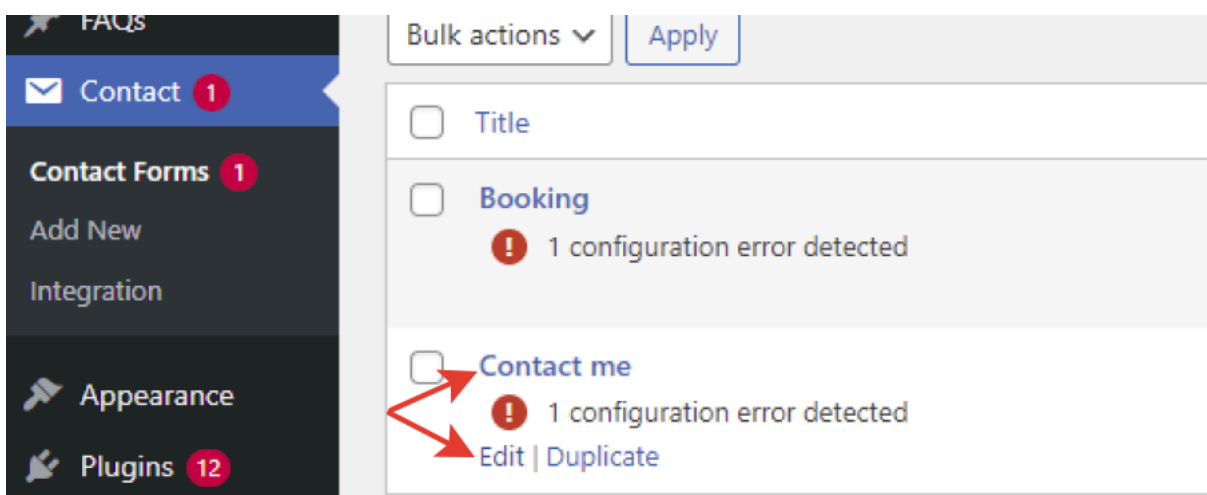 FAQs
Contact 1
Contact Forms 1
Add New
Integration
Appearance
Plugins 12
Bulk actions
Apply
Title
Booking
! 1 configuration error detected
Contact me
! 1 configuration error detected
Edit | Duplicate